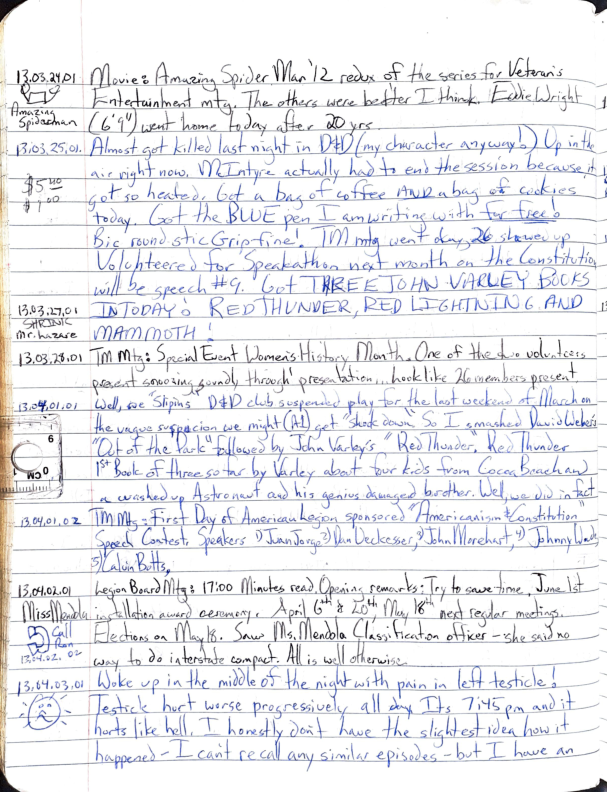 13.03.24.01 Movie: Amazing Spider Man '12 redux of the series for Veteran's
Entertainment mtg. The others were better I think. Eddie Wright
Amazing Spiderman (6'9") went home today after 20 yrs.
13.03.25.01. Almost got killed last night in D&D (my character anyway!) Up in the
air right now. McIntyre actually had to end the session because it
$5.00 got so heated. Got a bag of coffee AND a bag of cookies
$1.00 today. Got the BLUE pen I am writing with for free!
Bic round stic Grip fine! TM mtg went okay, 26 showed up
Volunteered for "Speakathon" next month on the Constitution
will be speech #9. Got THREE JOHN VARLEY BOOKS
13.03.27.01 IN TODAY: RED THUNDER, RED LIGHTNING AND
SHRINK Mr. hazare MAMMOTH!
13.03.28.01 TM Mtg: Special Event Women's History Month. One of the two volunteers
present snoozing soundly through presentation... look like 26 members present
13.04.01.01 Well, we "Slipins" D&D club suspended play for the last weekend of March on
the vague suspicion we might (A1) get "shook down". So I smashed David Weber's
"Out of the Dark" followed by John Varley's "Red Thunder," Red Thunder
1st Book of three so far by Varley about four kids from Cocoa Beach and
a washed up Astronaut and his genius damaged brother. Well, we did in fact
13.04.01.02 TM Mtg: First Day of American Legion sponsored "Americanism & Constitution"
Speech Contest. Speakers 1) Juan Jorge 2) Dan Deckesser, 3) John Morehart, 4) Johnny Wade,
5) Calvin Butts.
13.04.02.01 Legion Board Mtg: 17:00 Minutes read. Opening remarks: Try to save time, June 1st
Miss Mendola installation award ceremony. April 6th & 20th May 18th next regular meetings.
Call Elections on May 18. Saw Ms. Mendola Classification officer - she said no
13.04.02.02 way to do interstate compact. All is well otherwise.
13.04.03.01 Woke up in the middle of the night with pain in left testicle!
Testicle hurt worse progressively all day. Its 7:45 pm and it
hurts like hell. I honestly don't have the slightest idea how it
happened - I can't recall any similar episodes - but I have an
6
0
CM